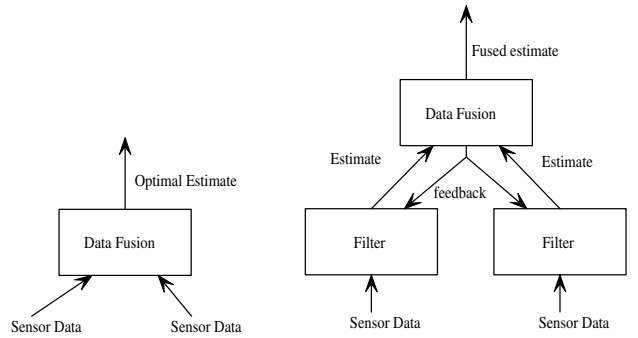 Optimal Estimate
Data Fusion
Sensor Data
Sensor Data
Fused estimate
Data Fusion
Estimate
Estimate
feedback
Filter
Filter
Sensor Data
Sensor Data